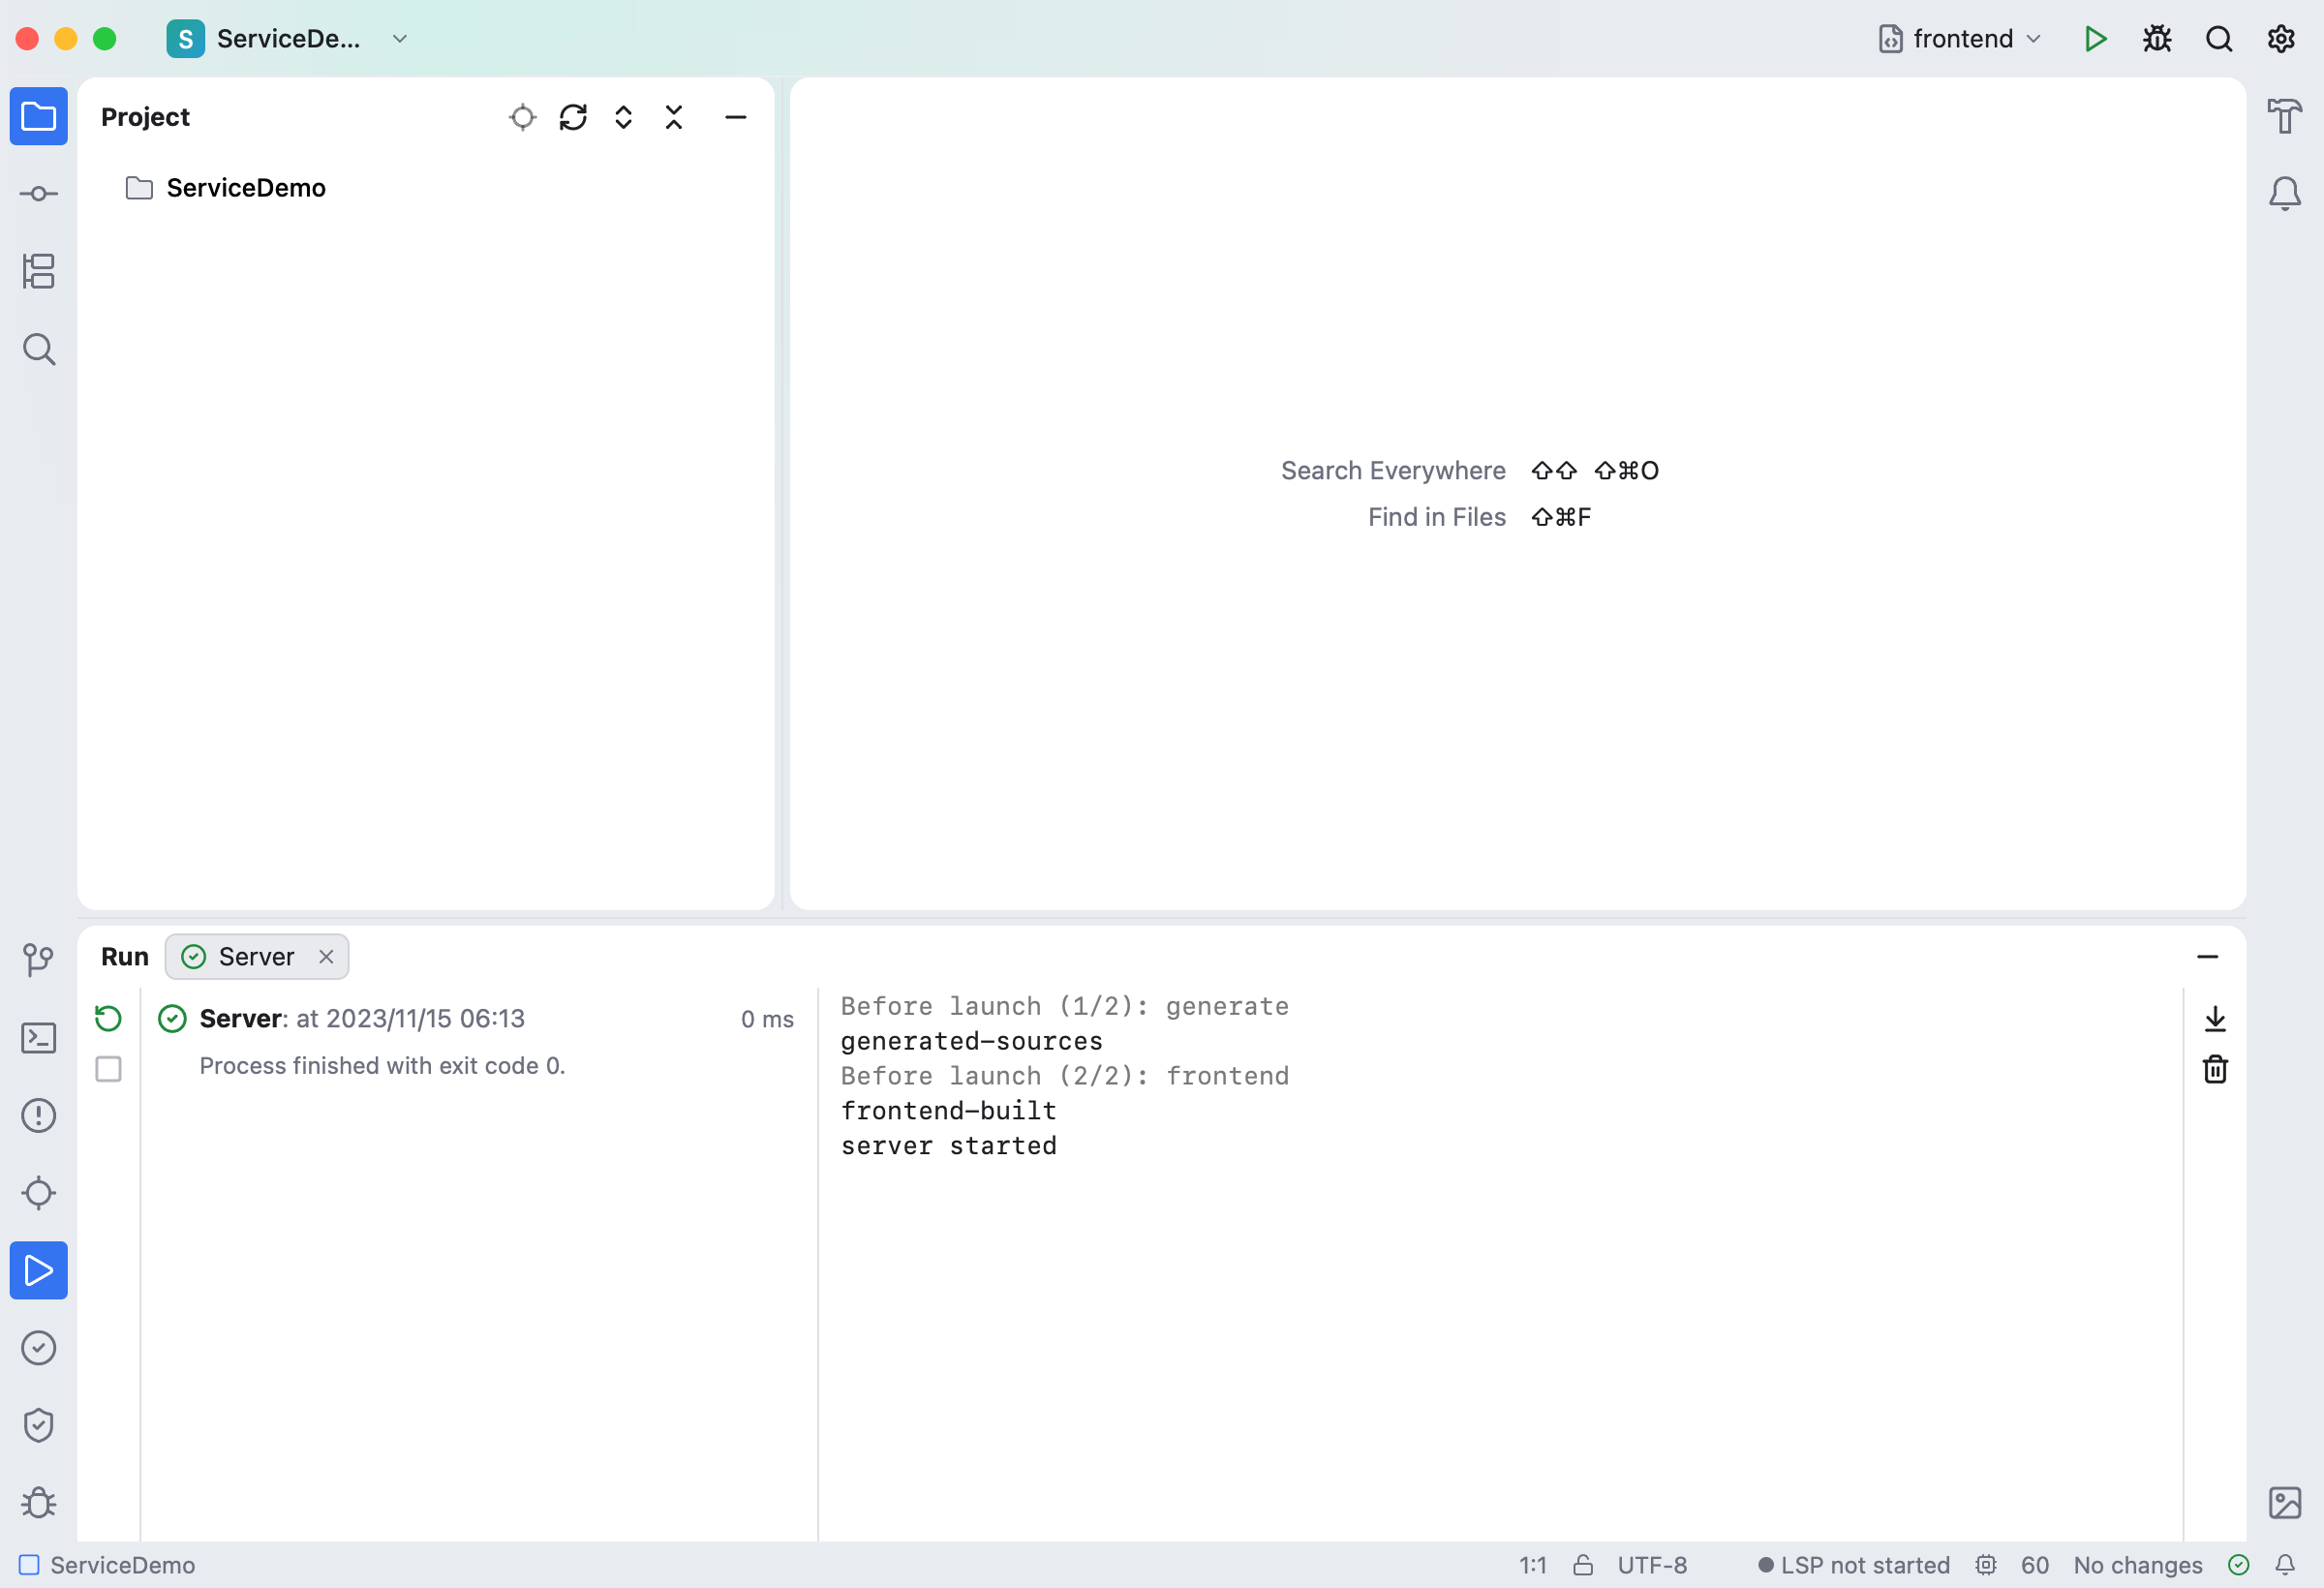 S ServiceDe...
frontend
Project
ServiceDemo
Search Everywhere ⇧⇧ ⇧⌘O
Find in Files ⇧⌘F
Run
Server
Server: at 2023/11/15 06:13
0 ms
Process finished with exit code 0.
Before launch (1/2): generate
generated-sources
Before launch (2/2): frontend
frontend-built
server started
ServiceDemo
1:1
UTF-8
LSP not started
60
No changes